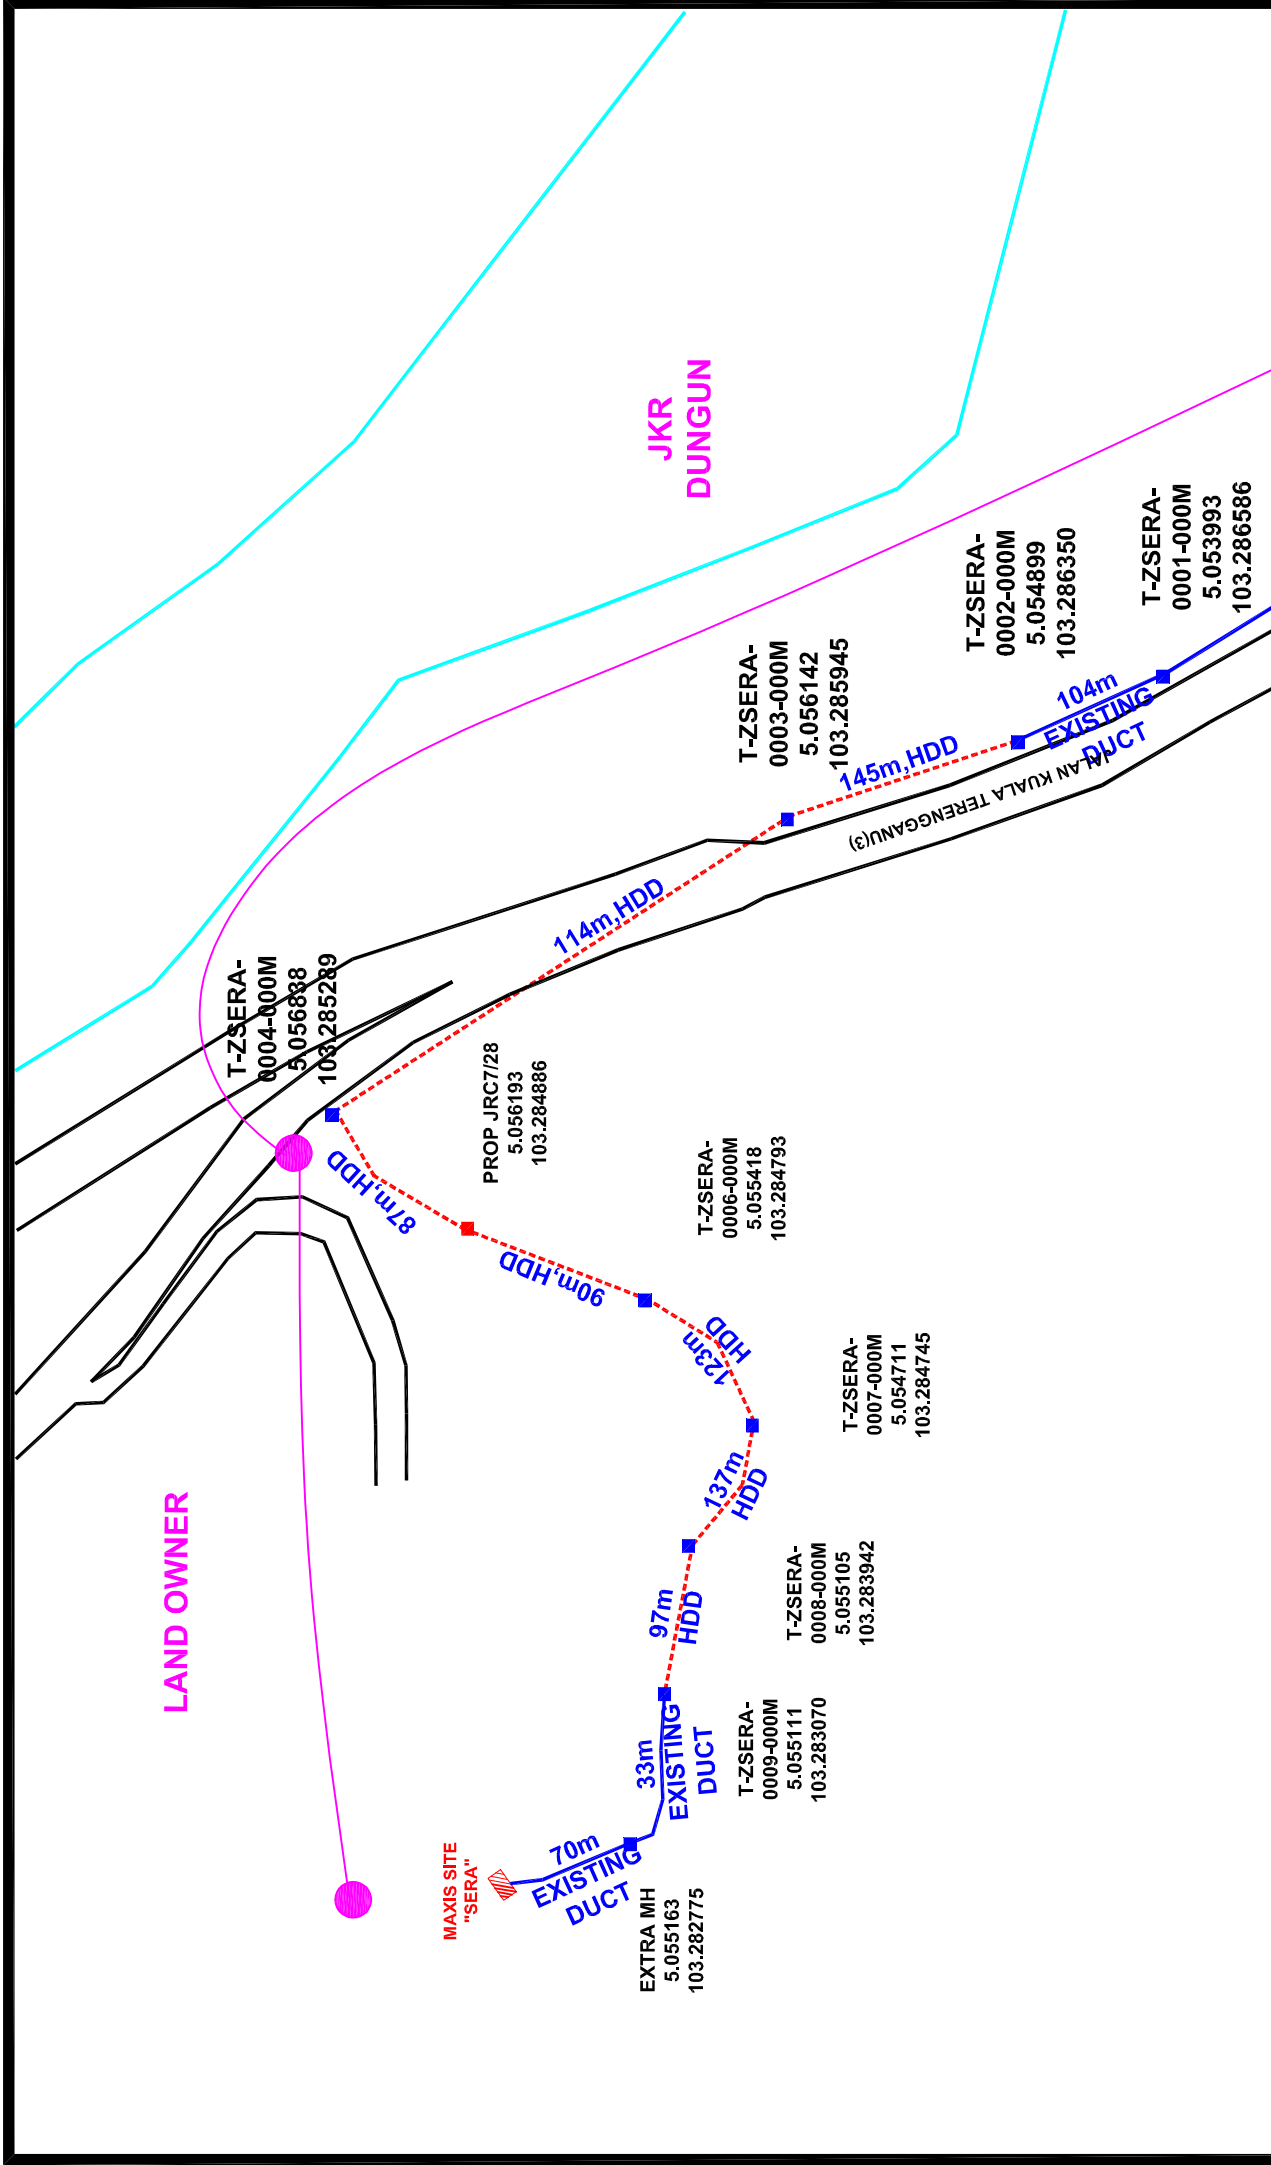 JKR
DUNGUN
T-ZSERA-
0001-000M
5.053993
103.286586
T-ZSERA-
0002-000M
5.054899
103.286350
T-ZSERA-
0003-000M
5.056142
103.285945
104m
EXISTING
DUCT
JALAN KUALA TERENGGANU(3)
145m,HDD
114m,HDD
T-ZSERA-
0004-000M
5.056838
103.285289
87m,HDD
PROP JRC7/28
5.056193
103.284886
90m,HDD
T-ZSERA-
0006-000M
5.055418
103.284793
123m
HDD
T-ZSERA-
0007-000M
5.054711
103.284745
137m
HDD
T-ZSERA-
0008-000M
5.055105
103.283942
97m
HDD
LAND OWNER
T-ZSERA-
0009-000M
5.055111
103.283070
33m
EXISTING
DUCT
70m
EXISTING
DUCT
MAXIS SITE
"SERA"
EXTRA MH
5.055163
103.282775